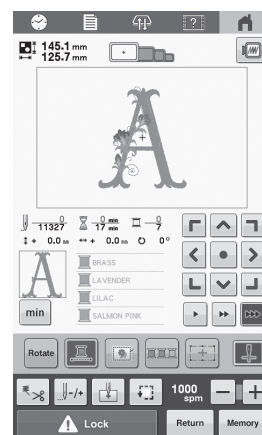 145.1 mm
125.7 mm
0
11327
0 min
17 min
0
7
+ 0.0 mm
+ 0.0 mm
0°
BRASS
LAVENDER
LILAC
SALMON PINK
min
Rotate
-/+
1000
spm
Lock
Return
Memory